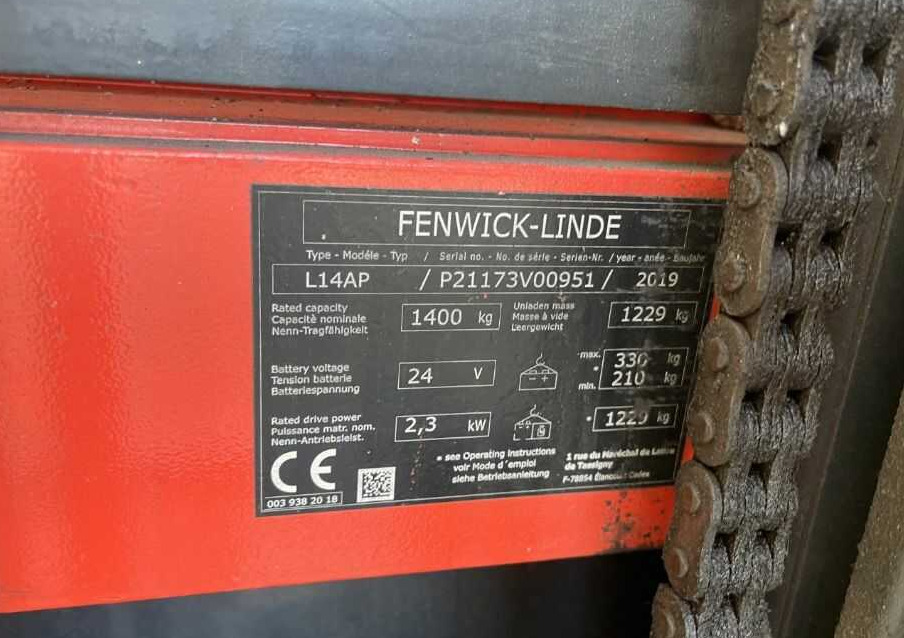 FENWICK-LINDE
Type - Modéle - Typ / Serial no. - No. de série - Serien-Nr. / year - année - Baujahr
L14AP / P21173V00951 / 2019
Rated capacity
Capacité nominale
Nenn-Tragfähigkeit
1400 kg
Unladen mass
Masse à vide
Leergewicht
1229 kg
Battery voltage
Tension batterie
Batteriespannung
24 V
max. 330 kg
*
min. 210 kg
Rated drive power
Puissance matr. nom.
Nenn-Antriebsleist.
2,3 kW
* 1229 kg
CE
003 938 20 18
* see Operating Instructions
voir Mode d'emploi
siehe Betriebsanleitung
1 rue du Maréchal de Lattre
de Tassigny
F-78854 Cedex